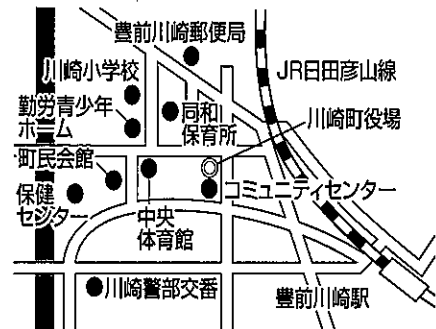 豊前川崎郵便局
川崎小学校
JR日田彦山線
勤労青少年
ホーム
同和
保育所
川崎町役場
町民会館
保健
センター
コミュニティセンター
中央
体育館
川崎警部交番
豊前川崎駅